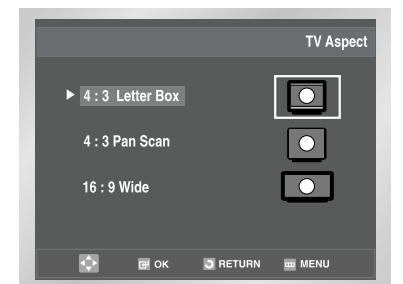 TV Aspect
4 : 3 Letter Box
4 : 3 Pan Scan
16 : 9 Wide
OK RETURN MENU